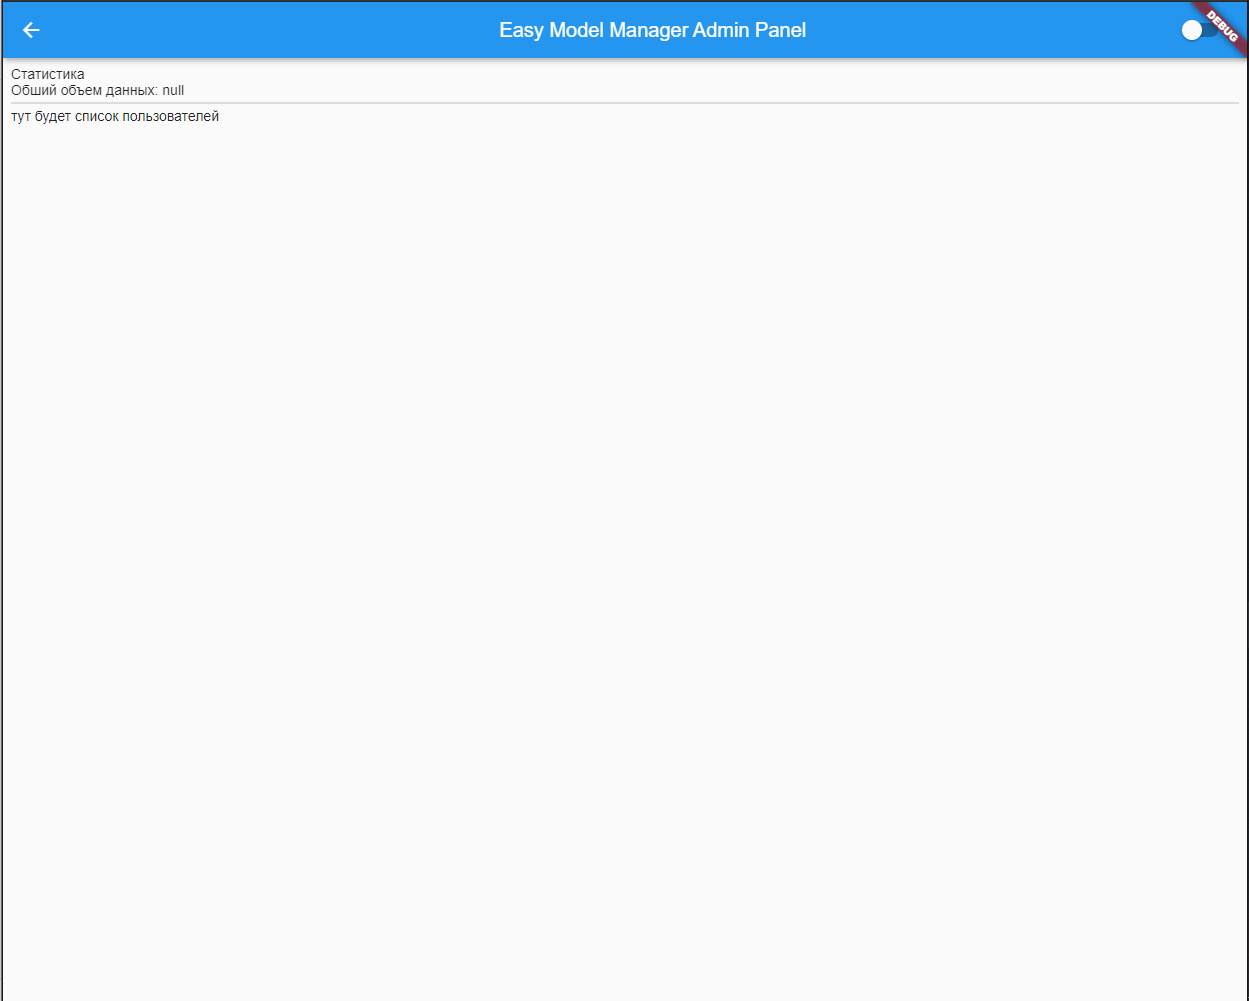 Easy Model Manager Admin Panel
DEBUG
Статистика
Обший объем данных: null
тут будет список пользователей